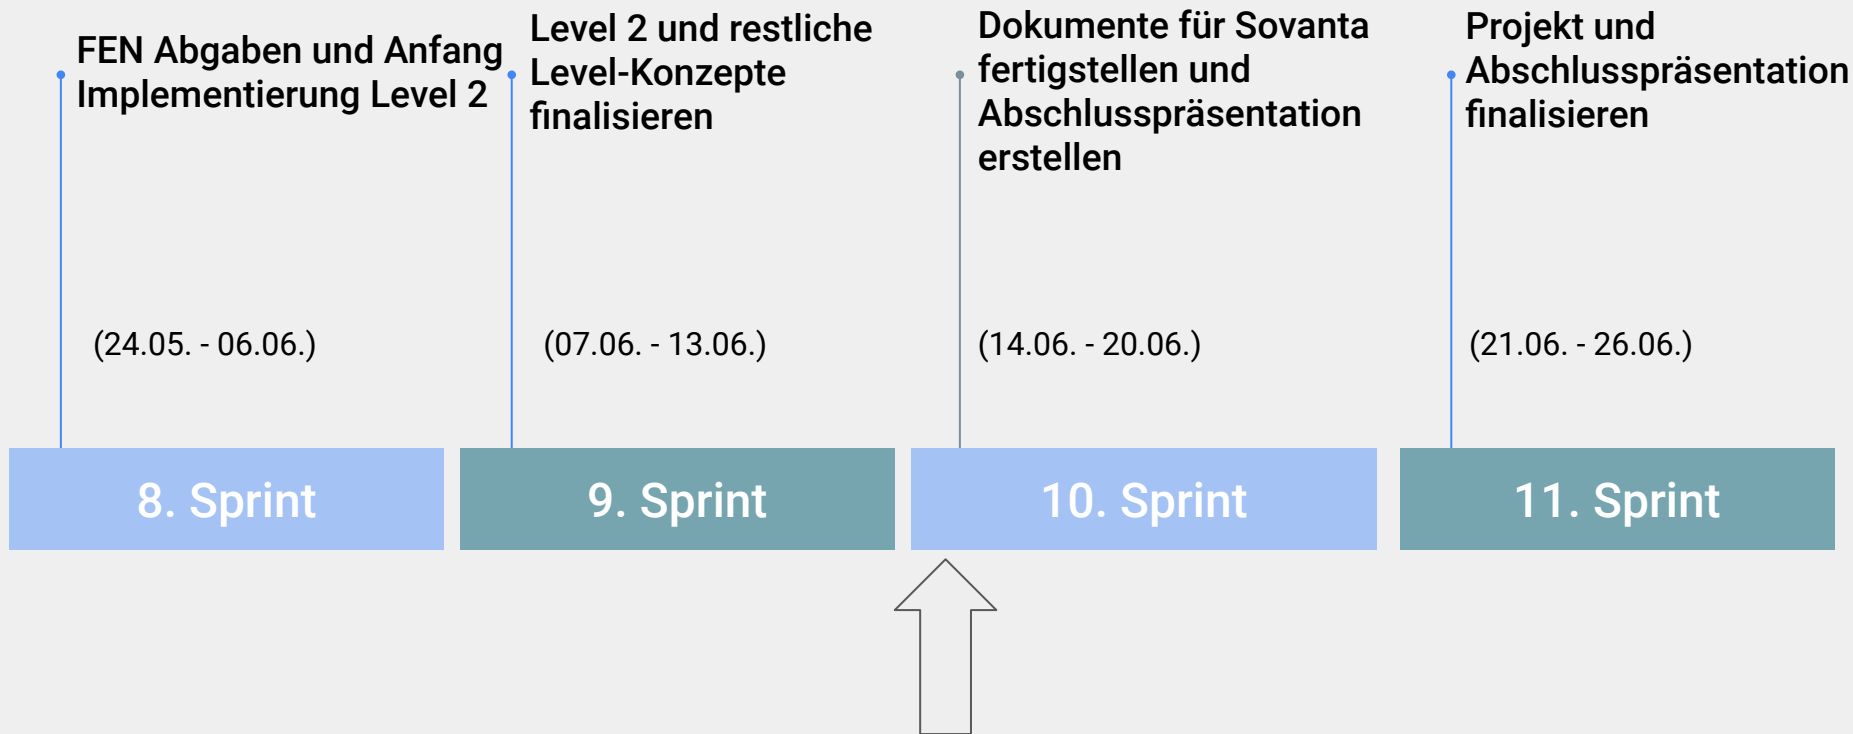 FEN Abgaben und Anfang
Implementierung Level 2
Level 2 und restliche
Level-Konzepte
finalisieren
Dokumente für Sovanta
fertigstellen und
Abschlusspräsentation
erstellen
Projekt und
Abschlusspräsentation
finalisieren
(24.05. - 06.06.)
(07.06. - 13.06.)
(14.06. - 20.06.)
(21.06. - 26.06.)
8. Sprint
9. Sprint
10. Sprint
11. Sprint